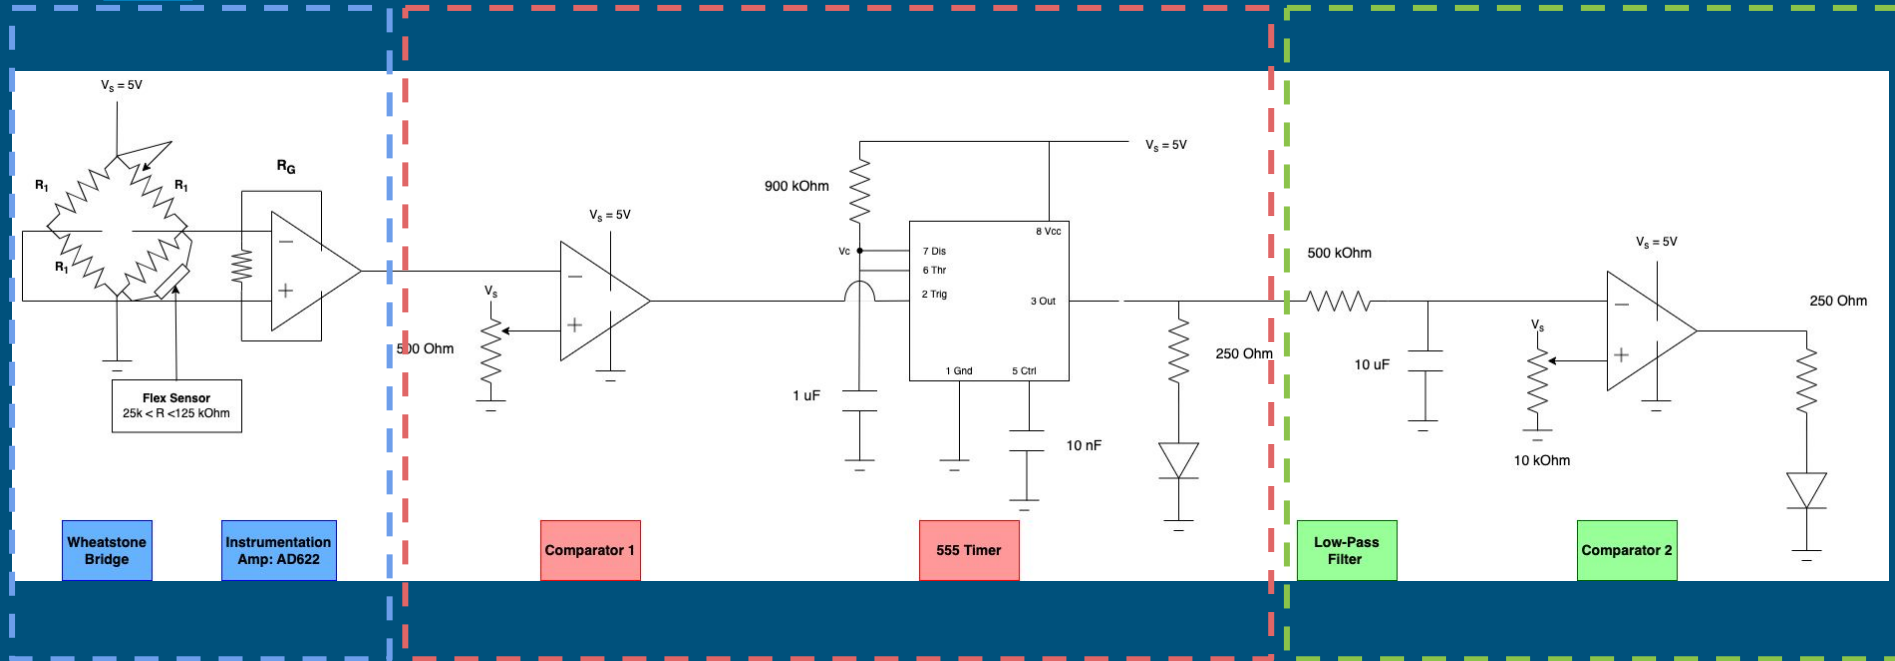 Vs = 5V
R1
R1
R1
RG
Flex Sensor
25k < R <125 kOhm
Wheatstone
Bridge
Instrumentation
Amp: AD622
Vs = 5V
Vs
500 Ohm
Comparator 1
900 kOhm
Vs = 5V
Vc
7 Dis
6 Thr
2 Trig
8 Vcc
3 Out
1 Gnd
5 Ctrl
1 uF
10 nF
250 Ohm
555 Timer
500 kOhm
10 uF
Vs = 5V
Vs
10 kOhm
250 Ohm
Low-Pass
Filter
Comparator 2